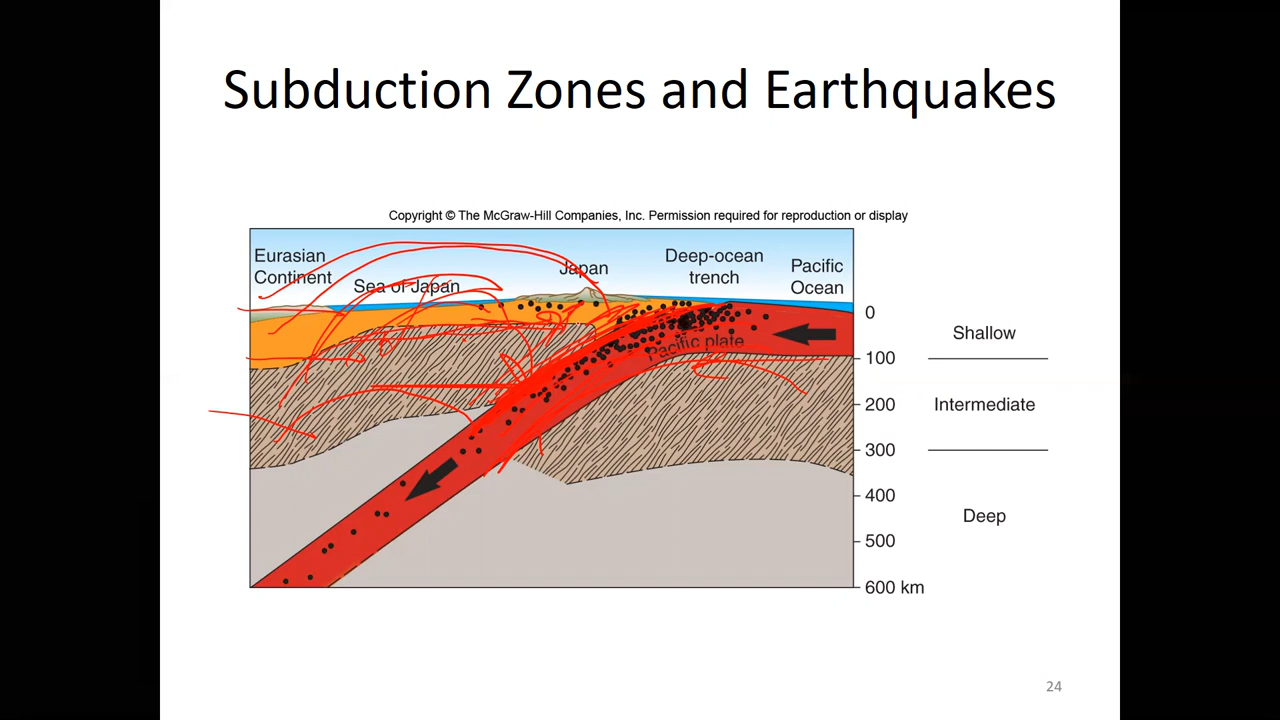 Subduction Zones and Earthquakes
Copyright © The McGraw-Hill Companies, Inc. Permission required for reproduction or display
Eurasian
Continent
Sea of Japan
Japan
Deep-ocean
trench
Pacific
Ocean
Pacific plate
0
100
200
300
400
500
600 km
Shallow
Intermediate
Deep
24